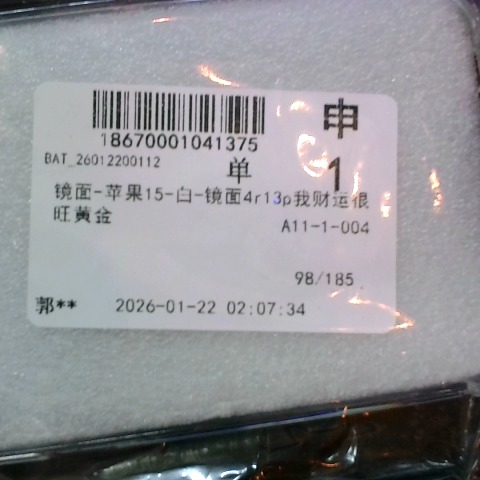 申
18670001041375
BAT_26012200112
单 1
镜面-苹果15-白-镜面4r13p我财运很
旺黄金
A11-1-004
98/185
郭** 2026-01-22 02:07:34